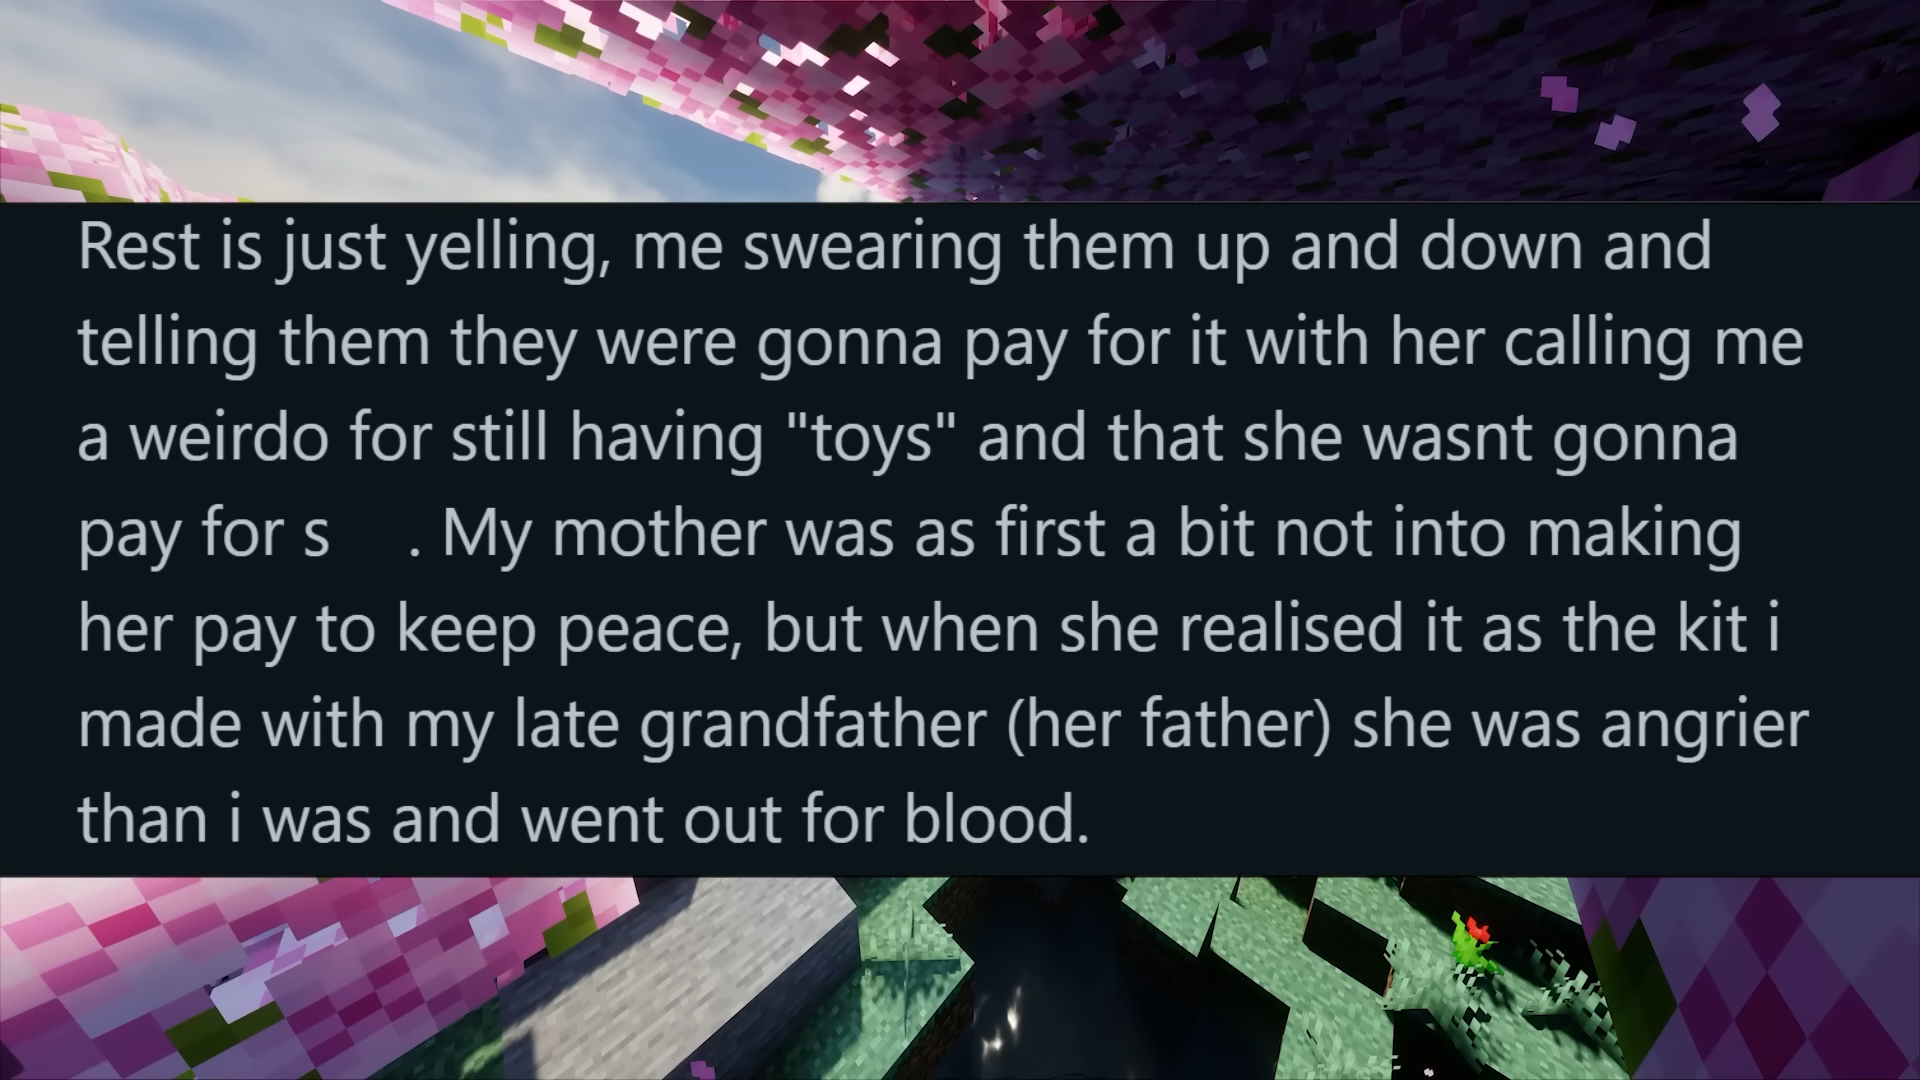 Rest is just yelling, me swearing them up and down and
telling them they were gonna pay for it with her calling me
a weirdo for still having "toys" and that she wasnt gonna
pay for s . My mother was as first a bit not into making
her pay to keep peace, but when she realised it as the kit i
made with my late grandfather (her father) she was angrier
than i was and went out for blood.